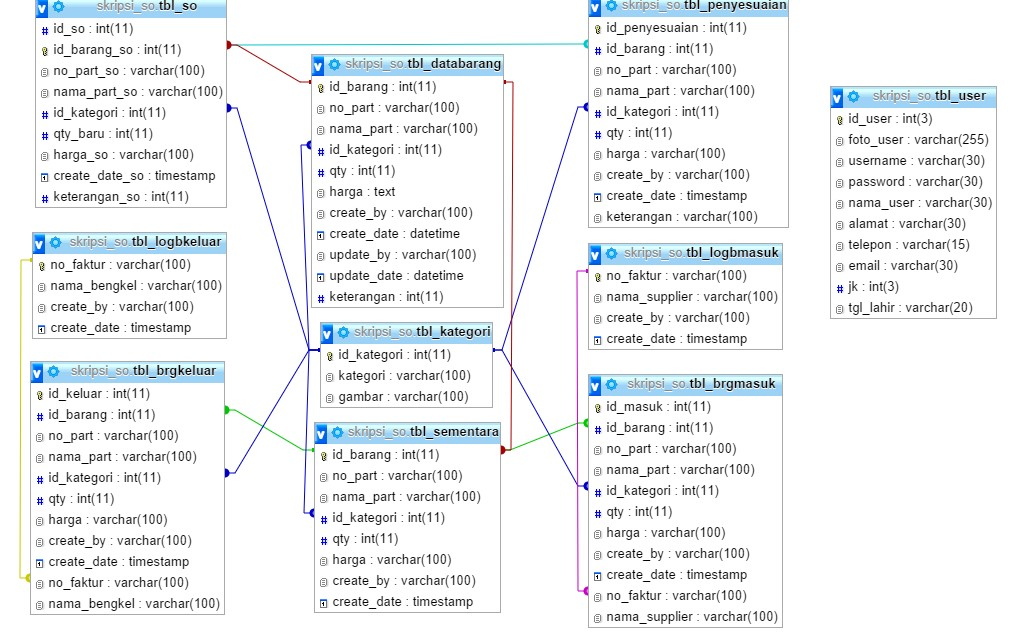 skripsi_so.tbl_so
id_so : int(11)
id_barang_so : int(11)
no_part_so : varchar(100)
nama_part_so : varchar(100)
id_kategori : int(11)
qty_baru : int(11)
harga_so : varchar(100)
create_date_so : timestamp
keterangan_so : int(11)
skripsi_so.tbl_logbkeluar
no_faktur : varchar(100)
nama_bengkel : varchar(100)
create_by : varchar(100)
create_date : timestamp
skripsi_so.tbl_brgkeluar
id_keluar : int(11)
id_barang : int(11)
no_part : varchar(100)
nama_part : varchar(100)
id_kategori : int(11)
qty : int(11)
harga : varchar(100)
create_by : varchar(100)
create_date : timestamp
no_faktur : varchar(100)
nama_bengkel : varchar(100)
skripsi_so.tbl_databarang
id_barang : int(11)
no_part : varchar(100)
nama_part : varchar(100)
id_kategori : int(11)
qty : int(11)
harga : text
create_by : varchar(100)
create_date : datetime
update_by : varchar(100)
update_date : datetime
keterangan : int(11)
skripsi_so.tbl_kategori
id_kategori : int(11)
kategori : varchar(100)
gambar : varchar(100)
skripsi_so.tbl_sementara
id_barang : int(11)
no_part : varchar(100)
nama_part : varchar(100)
id_kategori : int(11)
qty : int(11)
harga : varchar(100)
create_by : varchar(100)
create_date : timestamp
skripsi_so.tbl_penyesuaian
id_penyesuaian : int(11)
id_barang : int(11)
no_part : varchar(100)
nama_part : varchar(100)
id_kategori : int(11)
qty : int(11)
harga : varchar(100)
create_by : varchar(100)
create_date : timestamp
keterangan : varchar(100)
skripsi_so.tbl_logbmasuk
no_faktur : varchar(100)
nama_supplier : varchar(100)
create_by : varchar(100)
create_date : timestamp
skripsi_so.tbl_brgmasuk
id_masuk : int(11)
id_barang : int(11)
no_part : varchar(100)
nama_part : varchar(100)
id_kategori : int(11)
qty : int(11)
harga : varchar(100)
create_by : varchar(100)
create_date : timestamp
no_faktur : varchar(100)
nama_supplier : varchar(100)
skripsi_so.tbl_user
id_user : int(3)
foto_user : varchar(255)
username : varchar(30)
password : varchar(30)
nama_user : varchar(30)
alamat : varchar(30)
telepon : varchar(15)
email : varchar(30)
jk : int(3)
tgl_lahir : varchar(20)